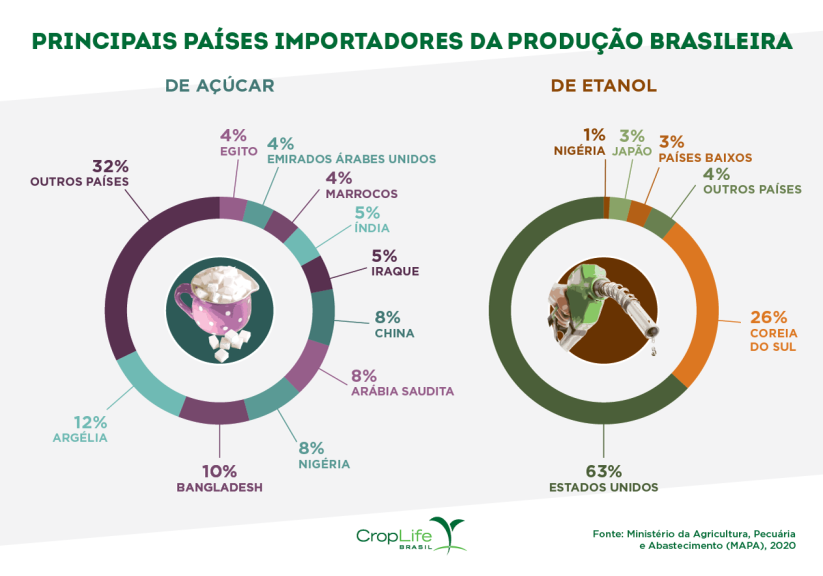 PRINCIPAIS PAÍSES IMPORTADORES DA PRODUÇÃO BRASILEIRA
DE AÇÚCAR
4%
EGITO
4%
EMIRADOS ÁRABES UNIDOS
4%
MARROCOS
5%
ÍNDIA
5%
IRAQUE
8%
CHINA
8%
ARÁBIA SAUDITA
8%
NIGÉRIA
10%
BANGLADESH
12%
ARGÉLIA
32%
OUTROS PAÍSES
DE ETANOL
1%
NIGÉRIA
3%
JAPÃO
3%
PAÍSES BAIXOS
4%
OUTROS PAÍSES
26%
COREIA
DO SUL
63%
ESTADOS UNIDOS
CropLife
BRASIL
Fonte: Ministério da Agricultura, Pecuária
e Abastecimento (MAPA), 2020